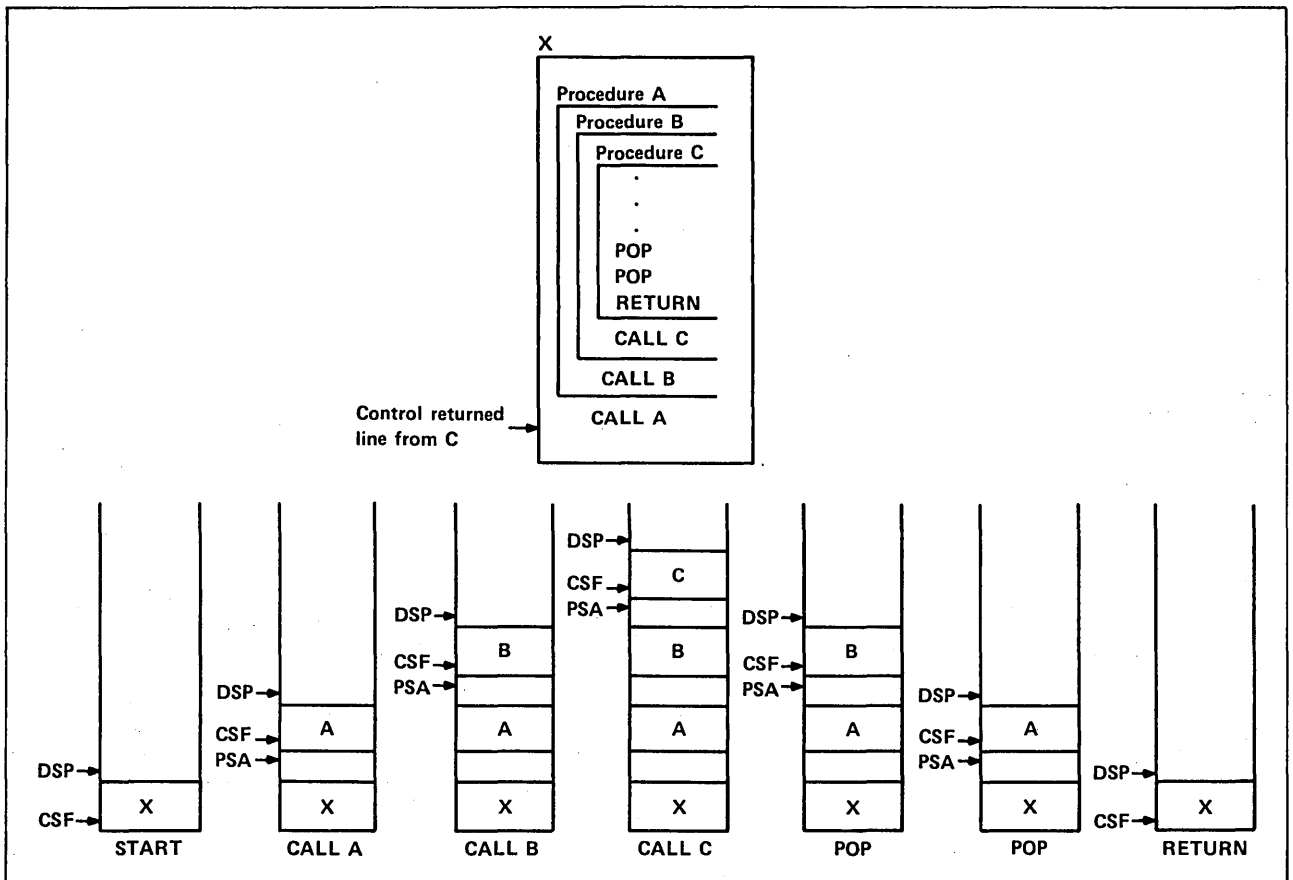 X
Procedure A
Procedure B
Procedure C
.
.
.
POP
POP
RETURN
CALL C
CALL B
CALL A
Control returned
line from C
DSP
CSF
X
START
DSP
CSF
PSA
A
X
CALL A
DSP
CSF
PSA
B
A
X
CALL B
DSP
CSF
PSA
C
B
A
X
CALL C
DSP
CSF
PSA
B
A
X
POP
DSP
CSF
PSA
A
X
POP
DSP
CSF
X
RETURN